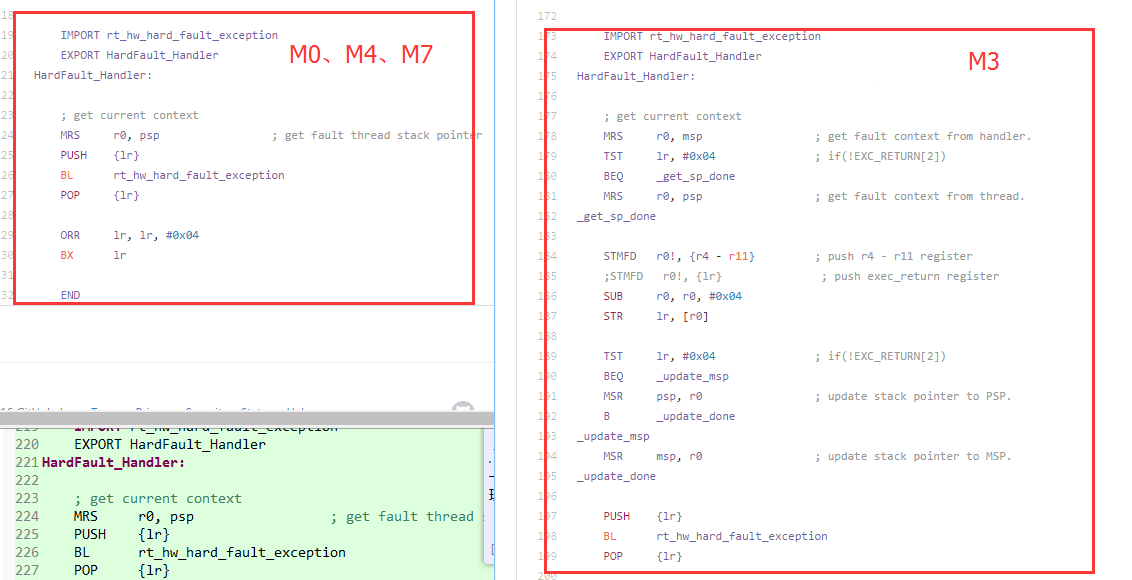 18
19 IMPORT rt_hw_hard_fault_exception
20 EXPORT HardFault_Handler
21 HardFault_Handler:
22
23 ; get current context
24 MRS r0, psp ; get fault thread stack pointer
25 PUSH {lr}
26 BL rt_hw_hard_fault_exception
27 POP {lr}
28
29 ORR lr, lr, #0x04
30 BX lr
31
32 END
M0、M4、M7
220 EXPORT HardFault_Handler
221 HardFault_Handler:
222
223 ; get current context
224 MRS r0, psp ; get fault thread
225 PUSH {lr}
226 BL rt_hw_hard_fault_exception
227 POP {lr}
172
173 IMPORT rt_hw_hard_fault_exception
174 EXPORT HardFault_Handler
175 HardFault_Handler:
176
177 ; get current context
178 MRS r0, msp ; get fault context from handler.
179 TST lr, #0x04 ; if(!EXC_RETURN[2])
180 BEQ _get_sp_done
181 MRS r0, psp ; get fault context from thread.
182 _get_sp_done
183
184 STMFD r0!, {r4 - r11} ; push r4 - r11 register
185 ;STMFD r0!, {lr} ; push exec_return register
186 SUB r0, r0, #0x04
187 STR lr, [r0]
188
189 TST lr, #0x04 ; if(!EXC_RETURN[2])
190 BEQ _update_msp
191 MSR psp, r0 ; update stack pointer to PSP.
192 B _update_done
193 _update_msp
194 MSR msp, r0 ; update stack pointer to MSP.
195 _update_done
196
197 PUSH {lr}
198 BL rt_hw_hard_fault_exception
199 POP {lr}
200
M3